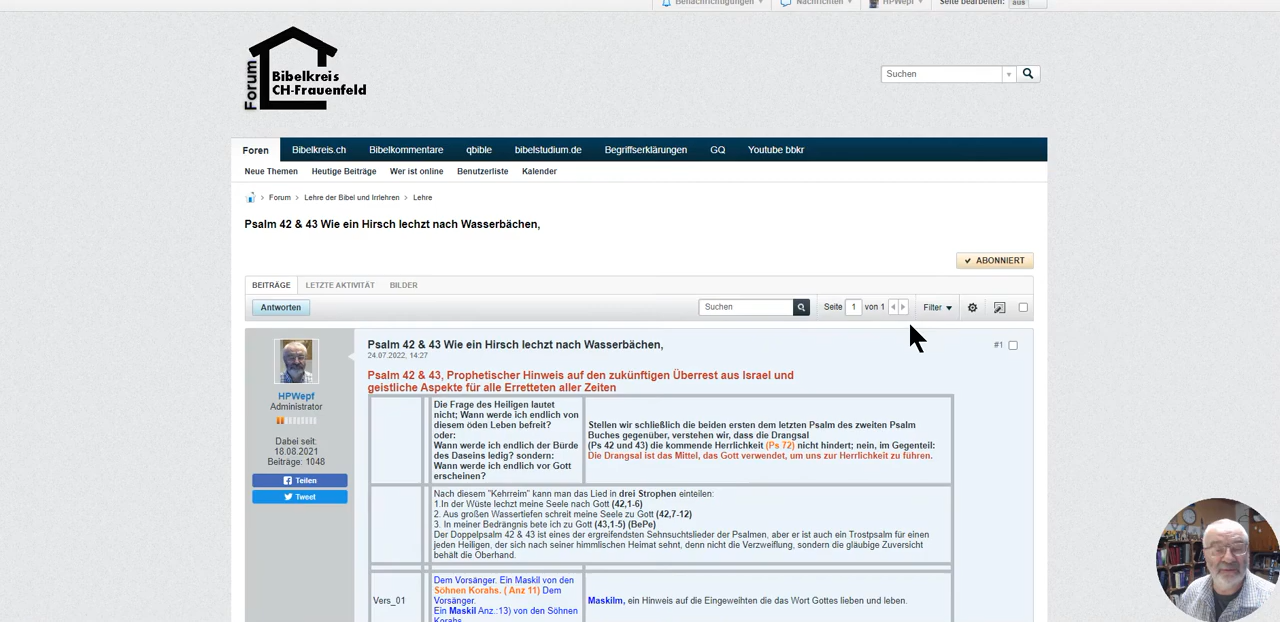 Benachrichtigungen
Nachrichten
HPWepf
Seite bearbeiten:
aus
Forum
Bibelkreis
CH-Frauenfeld
Suchen
Foren
Bibelkreis.ch
Bibelkommentare
qbible
bibelstudium.de
Begriffserklärungen
GQ
Youtube bbkr
Neue Themen
Heutige Beiträge
Wer ist online
Benutzerliste
Kalender
Forum
Lehre der Bibel und Irrlehren
Lehre
Psalm 42 & 43 Wie ein Hirsch lechzt nach Wasserbächen,
ABONNIERT
BEITRÄGE
LETZTE AKTIVITÄT
BILDER
Antworten
Suchen
Seite 1 von 1
Filter
HPWepf
Administrator
Dabei seit:
18.08.2021
Beiträge: 1048
Teilen
Tweet
Psalm 42 & 43 Wie ein Hirsch lechzt nach Wasserbächen,
#1
24.07.2022, 14:27
Psalm 42 & 43, Prophetischer Hinweis auf den zukünftigen Überrest aus Israel und
geistliche Aspekte für alle Erretteten aller Zeiten
Die Frage des Heiligen lautet
nicht; Wann werde ich endlich von
diesem öden Leben befreit?
oder:
Wann werde ich endlich der Bürde
des Daseins ledig? sondern:
Wann werde ich endlich vor Gott
erscheinen?
Stellen wir schließlich die beiden ersten dem letzten Psalm des zweiten Psalm
Buches gegenüber, verstehen wir, dass die Drangsal
(Ps 42 und 43) die kommende Herrlichkeit (Ps 72) nicht hindert; nein, im Gegenteil:
Die Drangsal ist das Mittel, das Gott verwendet, um uns zur Herrlichkeit zu führen.
Nach diesem "Kehrreim" kann man das Lied in drei Strophen einteilen:
1.In der Wüste lechzt meine Seele nach Gott (42,1-6)
2. Aus großen Wassertiefen schreit meine Seele zu Gott (42,7-12)
3. In meiner Bedrängnis bete ich zu Gott (43,1-5) (BePe)
Der Doppelpsalm 42 & 43 ist eines der ergreifendsten Sehnsuchtslieder der Psalmen, aber er ist auch ein Trostpsalm für einen
jeden Heiligen, der sich nach seiner himmlischen Heimat sehnt, denn nicht die Verzweiflung, sondern die gläubige Zuversicht
behält die Oberhand.
Vers_01
Dem Vorsänger. Ein Maskil von den
Söhnen Korahs. ( Anz 11) Dem
Vorsänger.
Ein Maskil Anz.:13) von den Söhnen
Korahs.
Maskilm, ein Hinweis auf die Eingeweihten die das Wort Gottes lieben und leben.